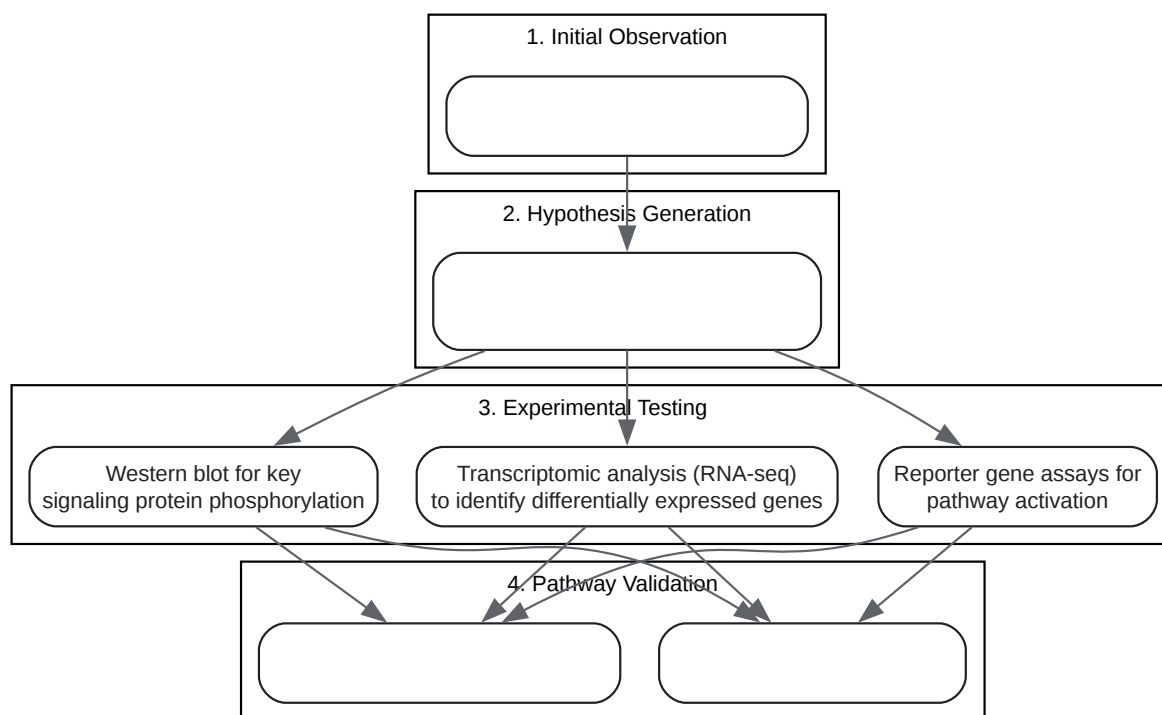 1. Initial Observation
2. Hypothesis Generation
3. Experimental Testing
Western blot for key
signaling protein phosphorylation
Transcriptomic analysis (RNA-seq)
to identify differentially expressed genes
Reporter gene assays for
pathway activation
4. Pathway Validation